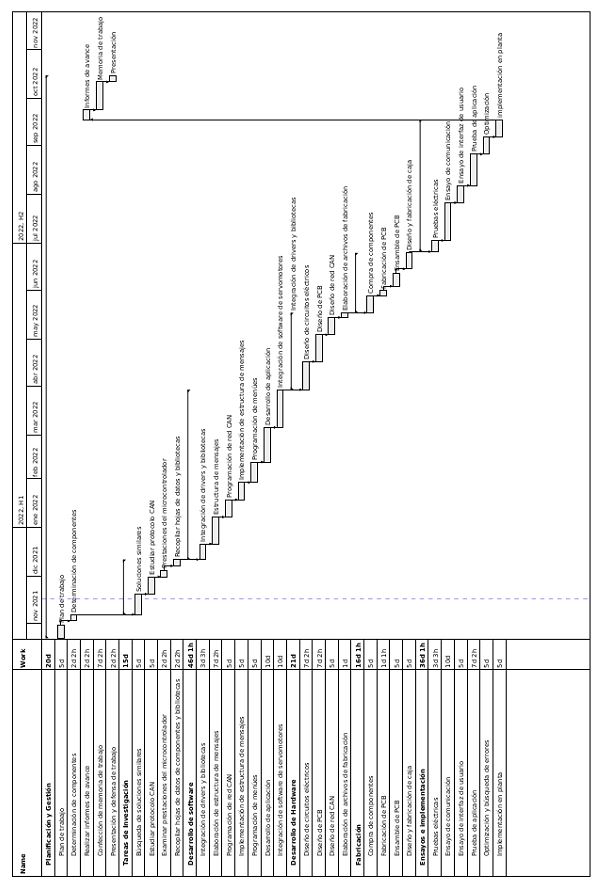 Name Work 2022, H1 2022, H2
nov 2021 dic 2021 ene 2022 feb 2022 mar 2022 abr 2022 may 2022 jun 2022 jul 2022 ago 2022 sep 2022 oct 2022 nov 2022
Planificación y Gestión 20d
Plan de trabajo 5d Plan de trabajo
Determinación de componentes 2d 2h Determinación de componentes
Realizar informes de avance 2d 2h Informes de avance
Confección de memoria de trabajo 7d 2h Memoria de trabajo
Presentación y defensa de trabajo 2d 2h Presentación
Tareas de Investigación 15d
Búsqueda de soluciones similares 5d Soluciones similares
Estudiar protocolo CAN 5d Estudiar protocolo CAN
Examinar prestaciones del microcontrolador 2d 2h Prestaciones del microcontrolador
Recopilar hojas de datos de componentes y bibliotecas 2d 2h Recopilar hojas de datos y bibliotecas
Desarrollo de software 46d 1h
Integración de drivers y bibliotecas 3d 3h Integración de drivers y bibliotecas
Elaboración de estructura de mensajes 7d 2h Estructura de mensajes
Programación de red CAN 5d Programación de red CAN
Implementación de estructura de mensajes 5d Implementación de estructura de mensajes
Programación de menúes 5d Programación de menúes
Desarrollo de aplicación 10d Desarrollo de aplicación
Integración de software de servomotores 10d Integración de software de servomotores
Desarrollo de Hardware 21d Integración de drivers y bibliotecas
Diseño de circuitos eléctricos 7d 2h Diseño de circuitos eléctricos
Diseño de PCB 7d 2h Diseño de PCB
Diseño de red CAN 5d Diseño de red CAN
Elaboración de archivos de fabricación 1d Elaboración de archivos de fabricación
Fabricación 16d 1h
Compra de componentes 5d Compra de componentes
Fabricación de PCB 1d 1h Fabricación de PCB
Ensamble de PCB 5d Ensamble de PCB
Diseño y fabricación de caja 5d Diseño y fabricación de caja
Ensayos e implementación 36d 1h
Pruebas eléctricas 3d 3h Pruebas eléctricas
Ensayo de comunicación 10d Ensayo de comunicación
Ensayo de interfaz de usuario 5d Ensayo de interfaz de usuario
Prueba de aplicación 7d 2h Prueba de aplicación
Optimización y búsqueda de errores 5d Optimización
Implementación en planta 5d implementación en planta